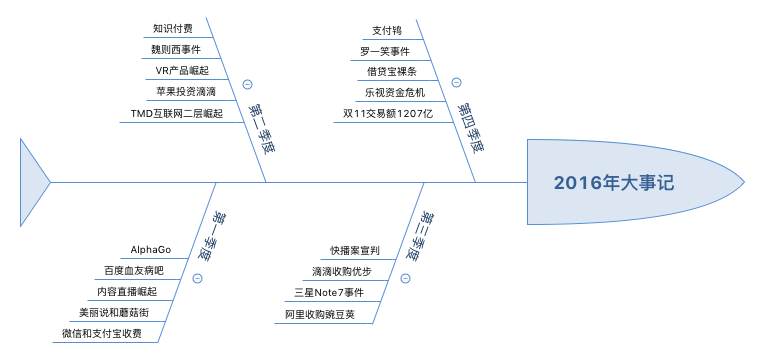 知识付费
魏则西事件
VR产品崛起
苹果投资滴滴
TMD互联网二层崛起
第二季度
支付鸨
罗一笑事件
借贷宝裸条
乐视资金危机
双11交易额1207亿
第四季度
2016年大事记
AlphaGo
百度血友病吧
内容直播崛起
美丽说和蘑菇街
微信和支付宝收费
第一季度
快播案宣判
滴滴收购优步
三星Note7事件
阿里收购豌豆荚
第三季度